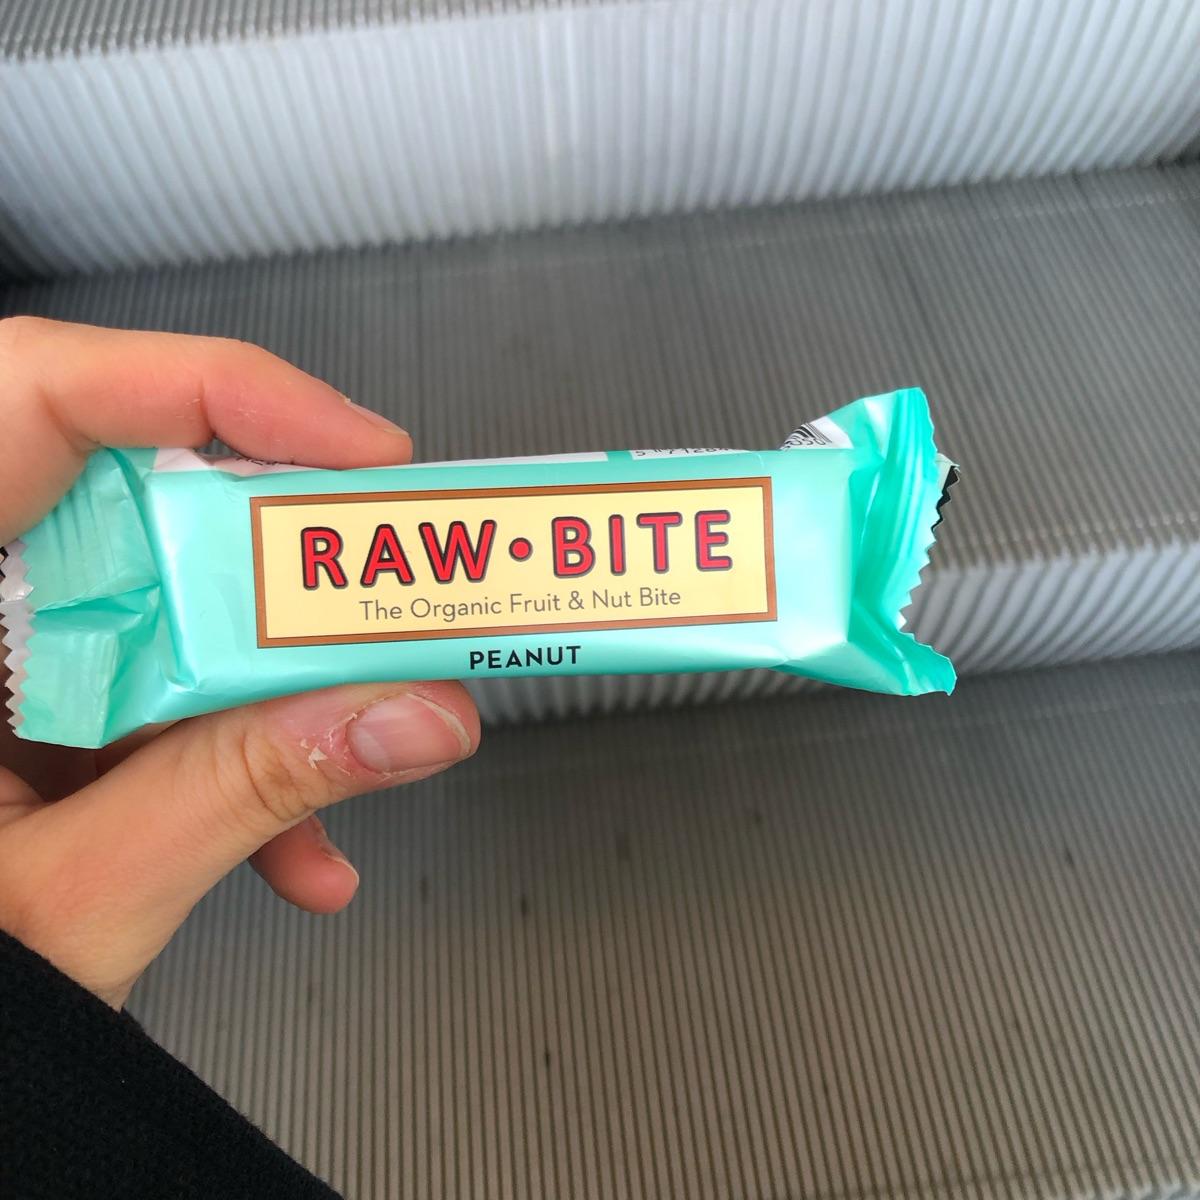 RAW•BITE
The Organic Fruit & Nut Bite
PEANUT